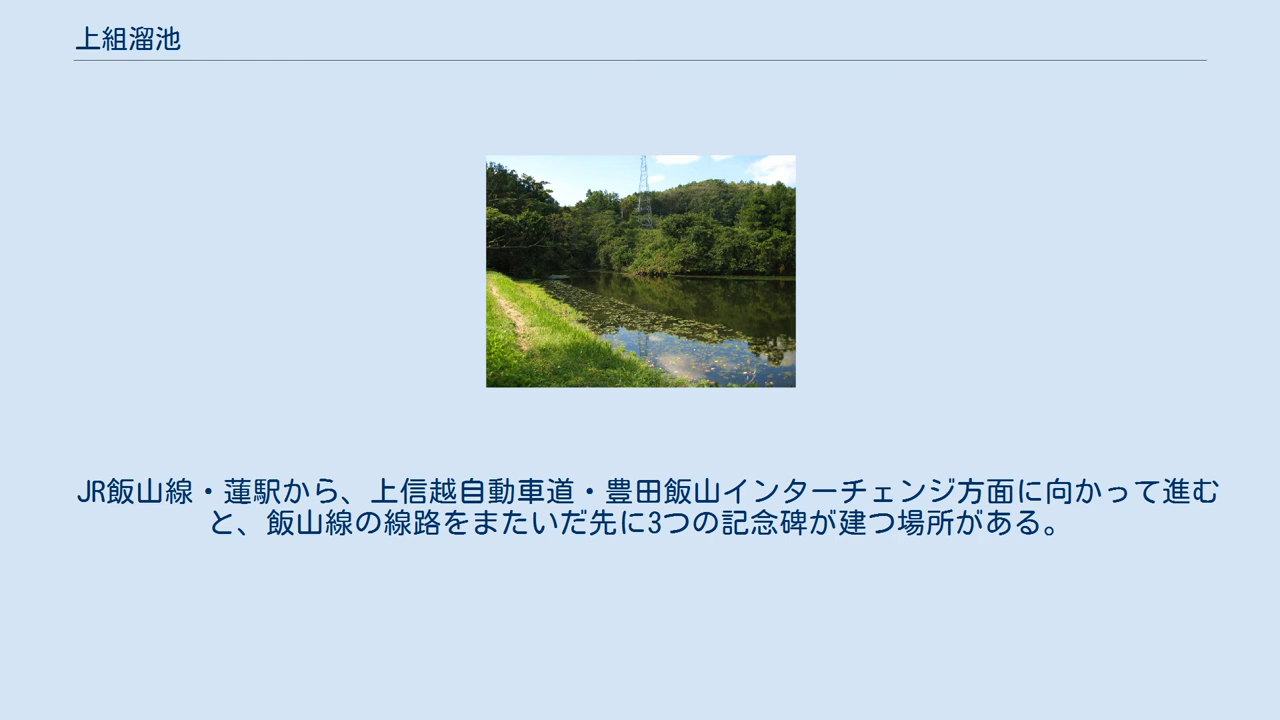 上組溜池
JR飯山線・蓮駅から、上信越自動車道・豊田飯山インターチェンジ方面に向かって進む
と、飯山線の線路をまたいだ先に3つの記念碑が建つ場所がある。